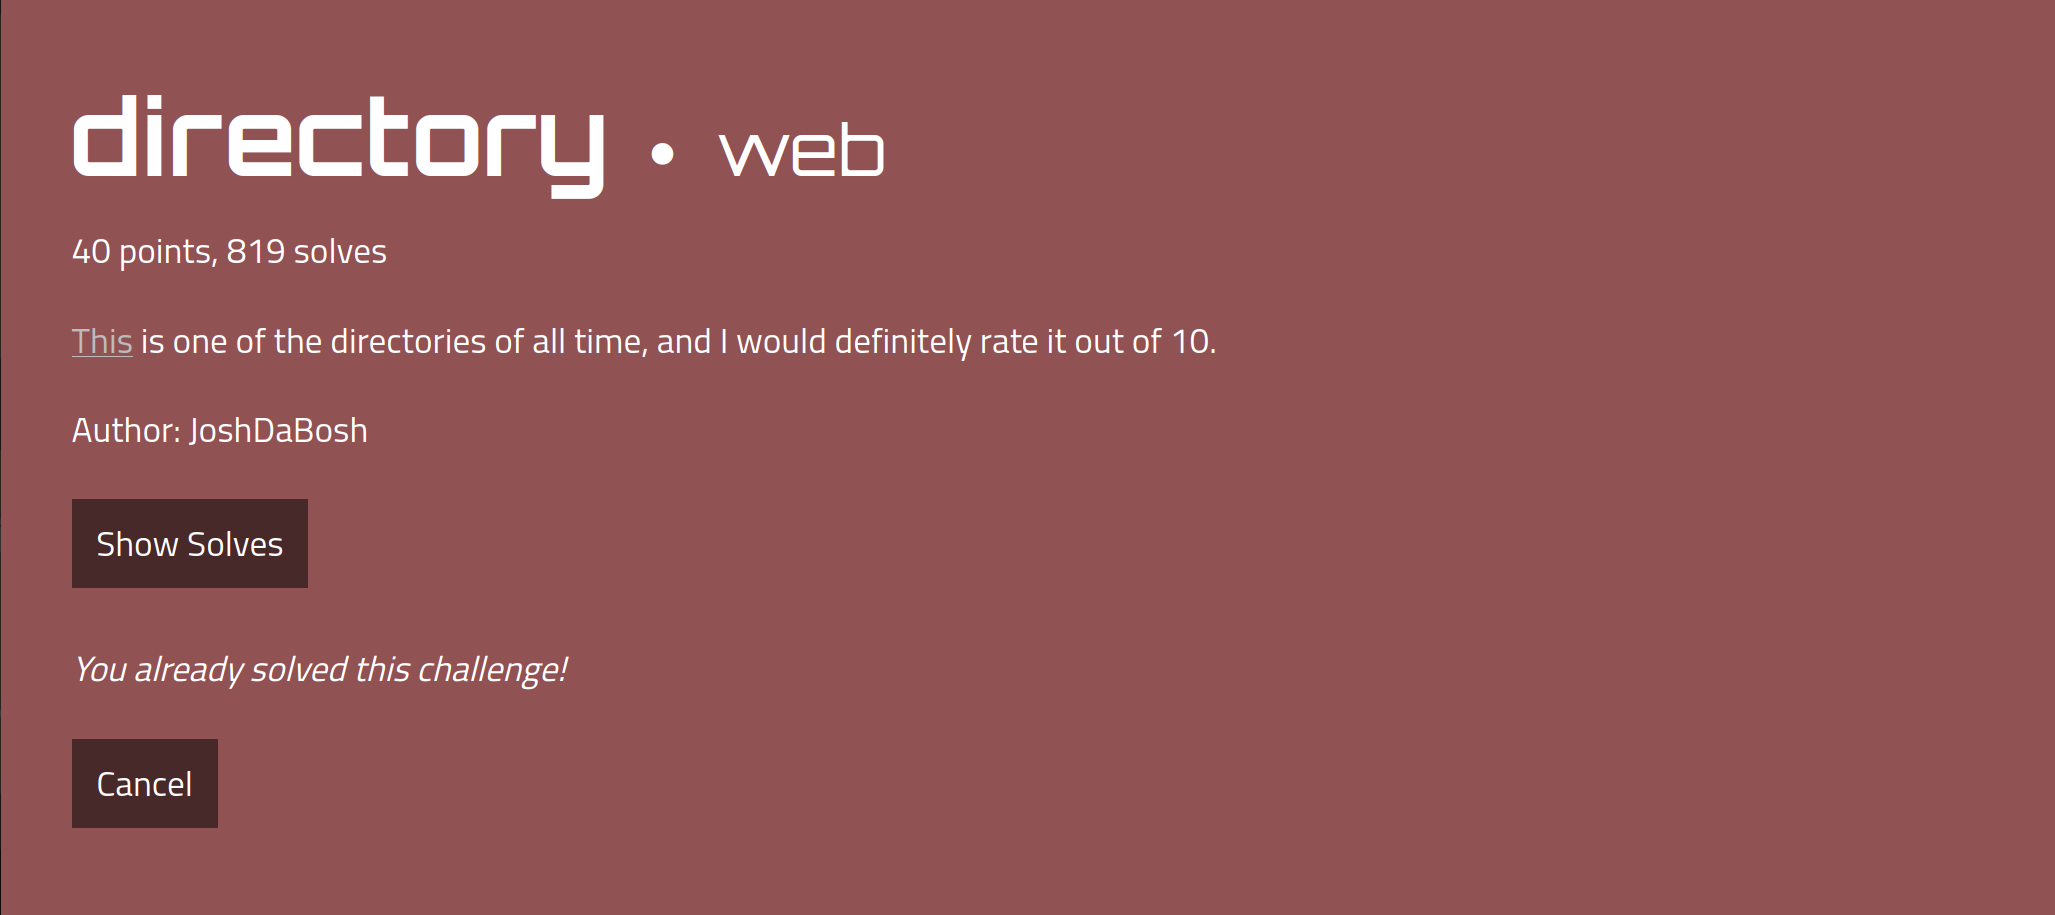 directory • web
40 points, 819 solves
This is one of the directories of all time, and I would definitely rate it out of 10.
Author: JoshDaBosh
Show Solves
You already solved this challenge!
Cancel